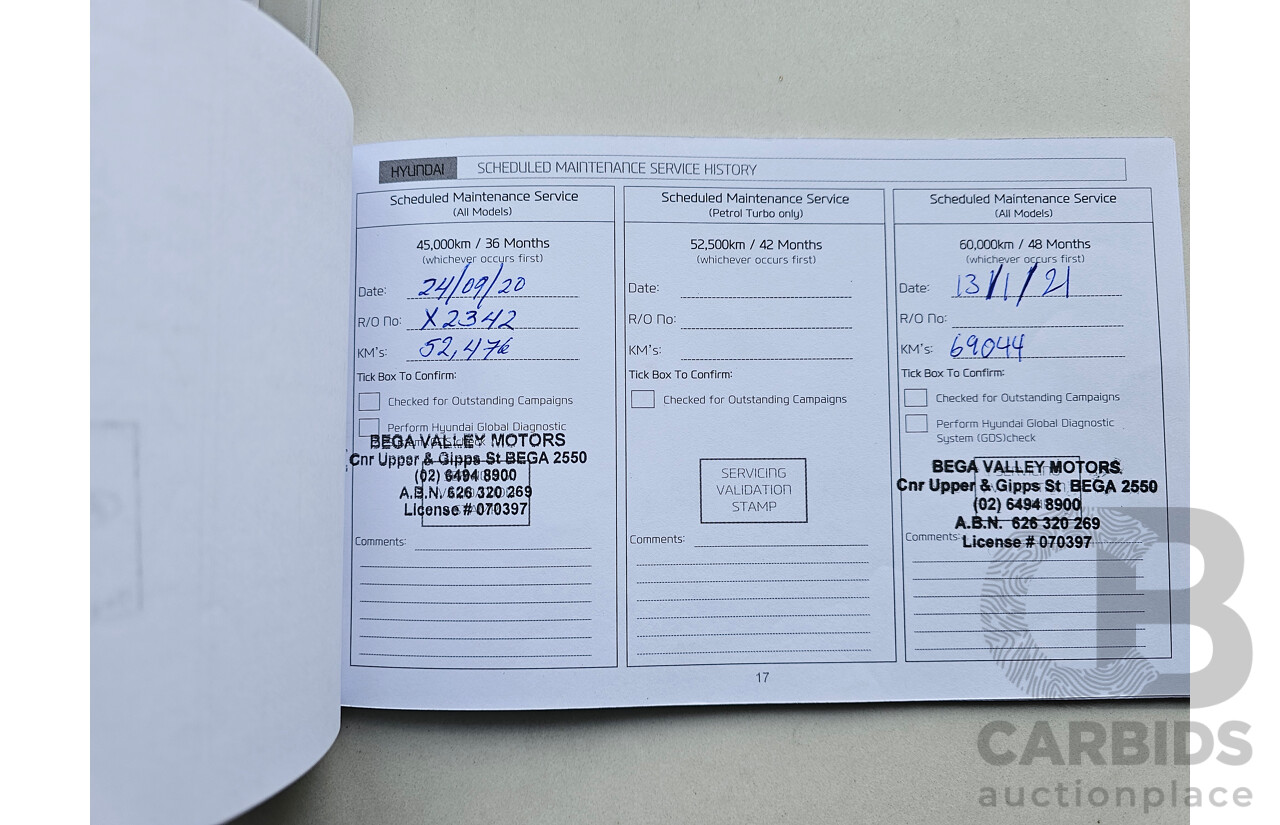 HYUNDAI SCHEDULED MAINTENANCE SERVICE HISTORY
Scheduled Maintenance Service
(All Models)
45,000km / 36 Months
(whichever occurs first)
Date: 24/09/20
R/O No: X2342
KM's: 52,476
Tick Box To Confirm:
Checked for Outstanding Campaigns
Perform Hyundai Global Diagnostic
BEGA VALLEY MOTORS
Cnr Upper & Gipps St BEGA 2550
(02) 6494 8900
A.B.N. 626 320 269
License # 070397
Comments:
Scheduled Maintenance Service
(Petrol Turbo only)
52,500km / 42 Months
(whichever occurs first)
Date:
R/O No:
KM's:
Tick Box To Confirm:
Checked for Outstanding Campaigns
SERVICING
VALIDATION
STAMP
Comments:
Scheduled Maintenance Service
(All Models)
60,000km / 48 Months
(whichever occurs first)
Date: 13/1/21
R/O No:
KM's: 69044
Tick Box To Confirm:
Checked for Outstanding Campaigns
Perform Hyundai Global Diagnostic
System (GDS)check
BEGA VALLEY MOTORS
Cnr Upper & Gipps St BEGA 2550
(02) 6494 8900
A.B.N. 626 320 269
Comments: License # 070397
17
CB
CARBIDS
auctionplace